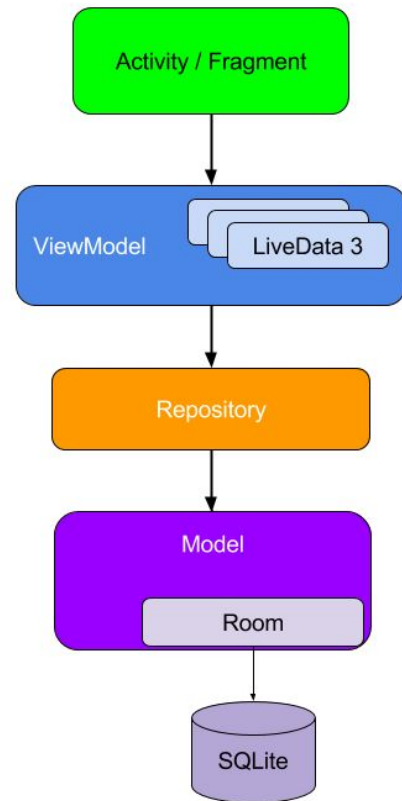 Activity / Fragment
ViewModel
LiveData 3
Repository
Model
Room
SQLite